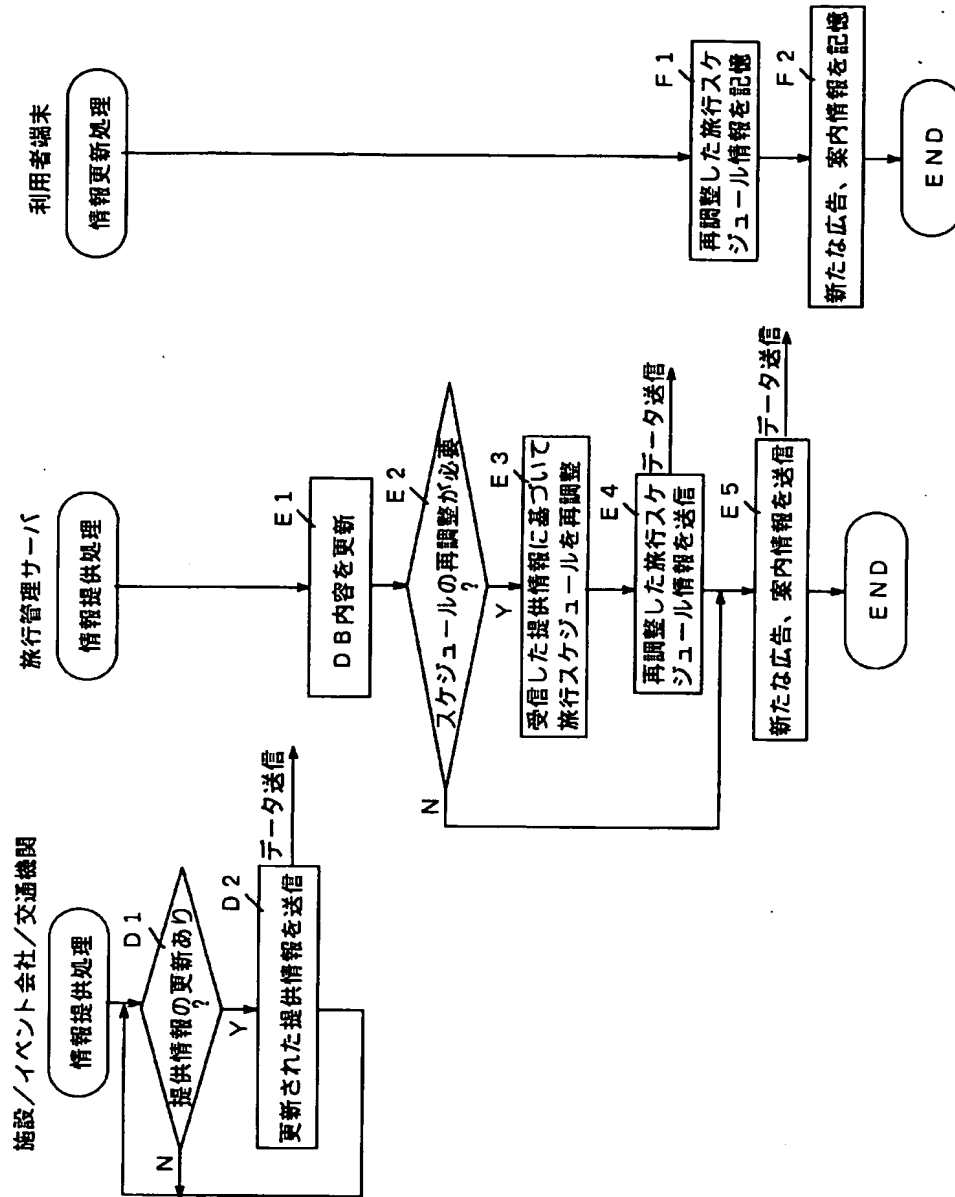 施設／イベント会社／交通機関
情報提供処理
D1
提供情報の更新あり
?
N
Y
D2
更新された提供情報を送信
データ送信
旅行管理サーバ
情報提供処理
E1
DB内容を更新
E2
スケジュールの再調整が必要
?
N
Y
E3
受信した提供情報に基づいて
旅行スケジュールを再調整
E4
再調整した旅行スケ
ジュール情報を送信
データ送信
E5
新たな広告、案内情報を送信
データ送信
END
利用者端末
情報更新処理
F1
再調整した旅行スケ
ジュール情報を記憶
F2
新たな広告、案内情報を記憶
END